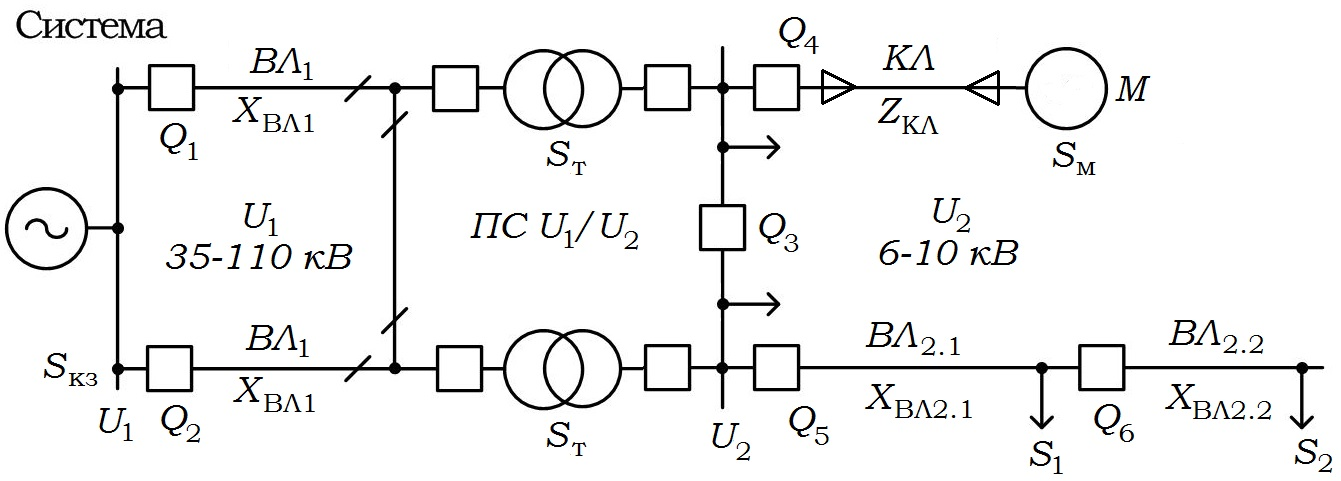 Система
ВЛ1
XВЛ1
Q1
Sт
Q4
КЛ
ZКЛ
M
Sм
U1
35-110 кВ
ПС U1/U2
Q3
U2
6-10 кВ
Sкз
U1
Q2
ВЛ1
XВЛ1
Sт
U2
Q5
ВЛ2.1
XВЛ2.1
S1
Q6
ВЛ2.2
XВЛ2.2
S2